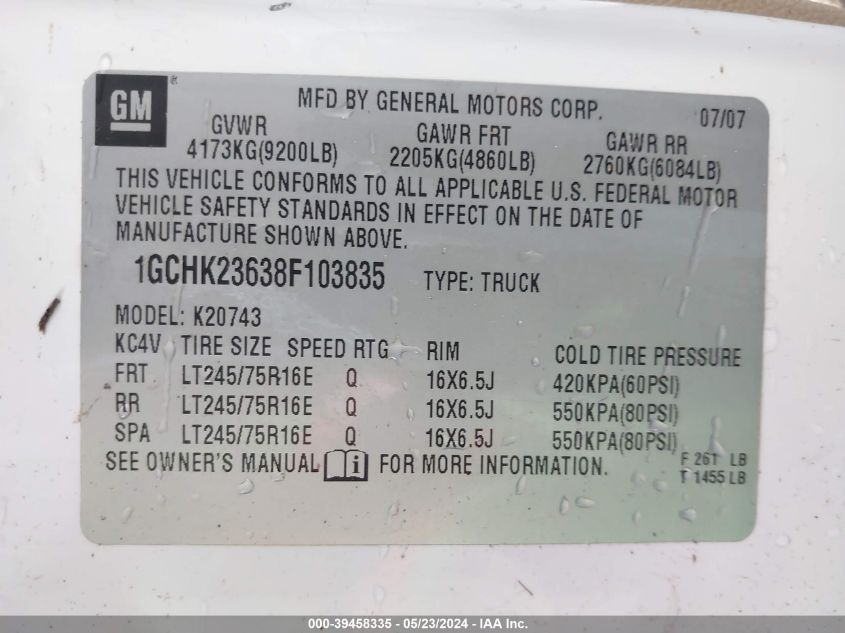 GM ® MFD BY GENERAL MOTORS CORP. 07/07
GVWR GAWR FRT GAWR RR
4173KG(9200LB) 2205KG(4860LB) 2760KG(6084LB)
THIS VEHICLE CONFORMS TO ALL APPLICABLE U.S. FEDERAL MOTOR
VEHICLE SAFETY STANDARDS IN EFFECT ON THE DATE OF
MANUFACTURE SHOWN ABOVE.
1GCHK23638F103835 TYPE: TRUCK
MODEL: K20743
KC4V TIRE SIZE SPEED RTG RIM COLD TIRE PRESSURE
FRT LT245/75R16E Q 16X6.5J 420KPA(60PSI)
RR LT245/75R16E Q 16X6.5J 550KPA(80PSI)
SPA LT245/75R16E Q 16X6.5J 550KPA(80PSI)
SEE OWNER'S MANUAL i FOR MORE INFORMATION.
F 261 LB
T 1455 LB
000-39458335 - 05/23/2024 - IAA Inc.